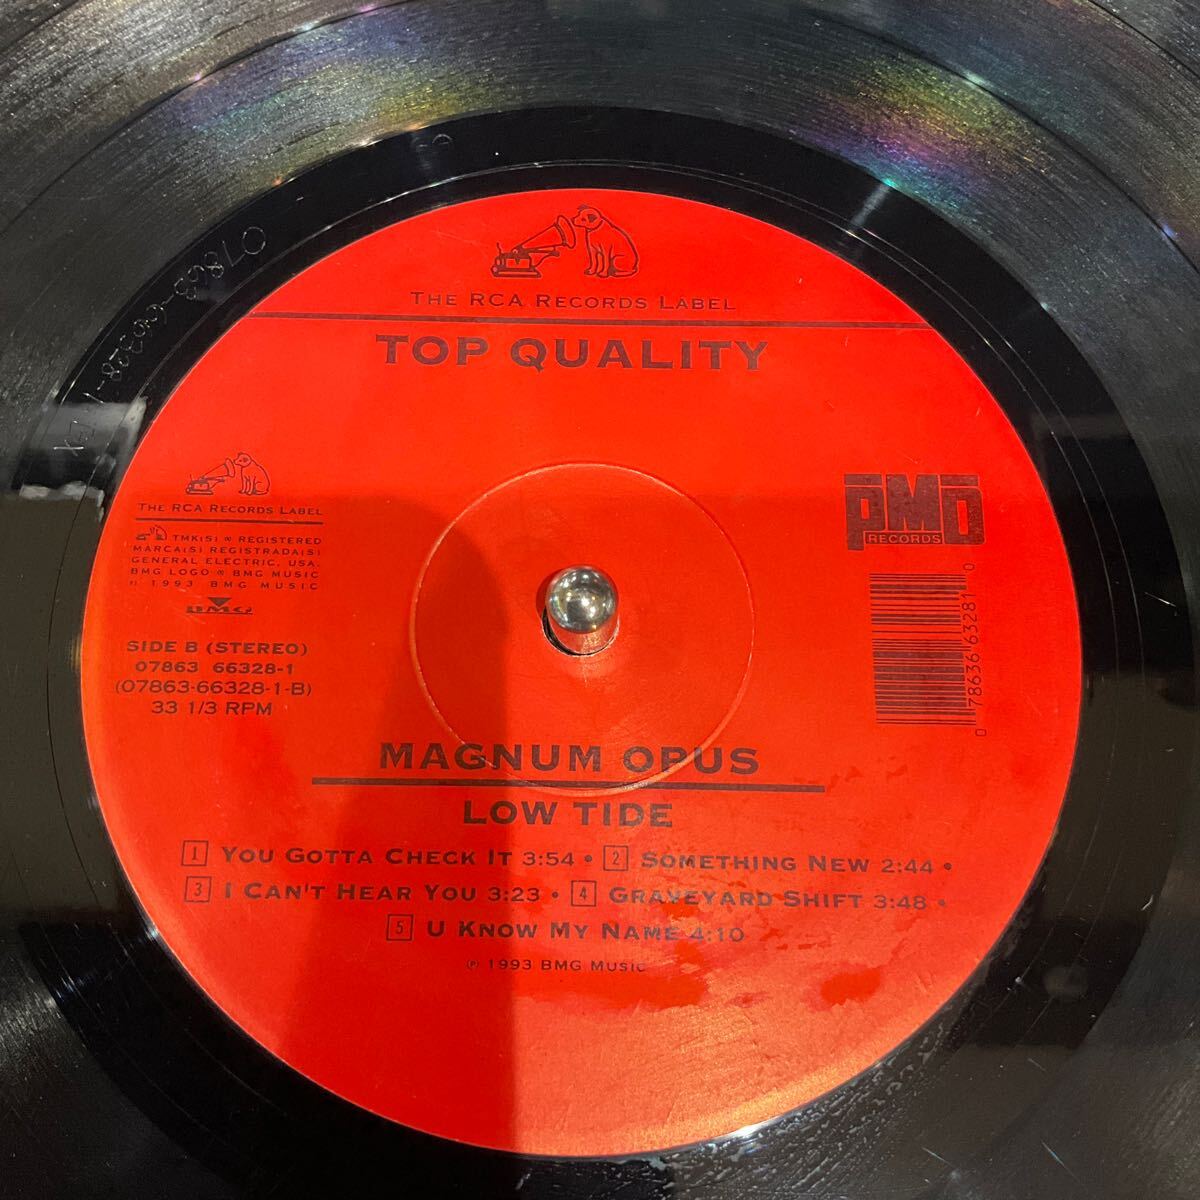 THE RCA RECORDS LABEL
TOP QUALITY
THE RCA RECORDS LABEL
TMK(S) ® REGISTERED
MARCA(S) REGISTRADA(S)
GENERAL ELECTRIC, USA.
BMG LOGO ® BMG MUSIC
℗ 1993 BMG MUSIC
BMG
SIDE B (STEREO)
07863 66328-1
(07863-66328-1-B)
33 1/3 RPM
PMD
RECORDS
0 78636 63281 0
MAGNUM OPUS
LOW TIDE
1 YOU GOTTA CHECK IT 3:54 • 2 SOMETHING NEW 2:44 •
3 I CAN'T HEAR YOU 3:23 • 4 GRAVEYARD SHIFT 3:48 •
5 U KNOW MY NAME 4:10
℗ 1993 BMG MUSIC